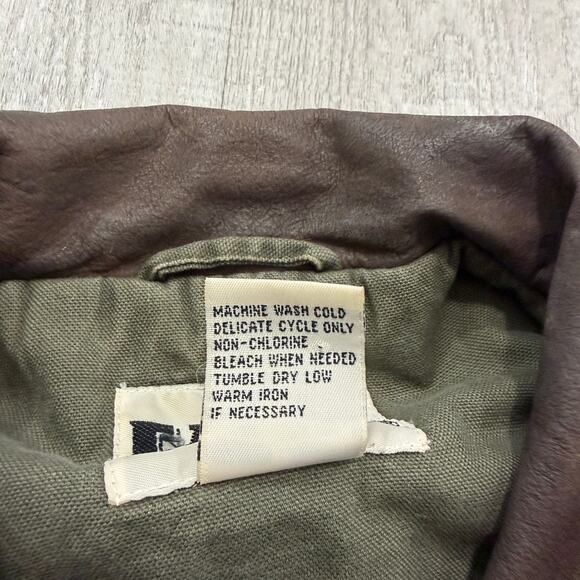 MACHINE WASH COLD
DELICATE CYCLE ONLY
NON-CHLORINE
BLEACH WHEN NEEDED
TUMBLE DRY LOW
WARM IRON
IF NECESSARY